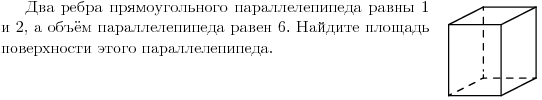 Два ребра прямоугольного параллелепипеда равны 1
и 2, а объём параллелепипеда равен 6. Найдите площадь
поверхности этого параллелепипеда.